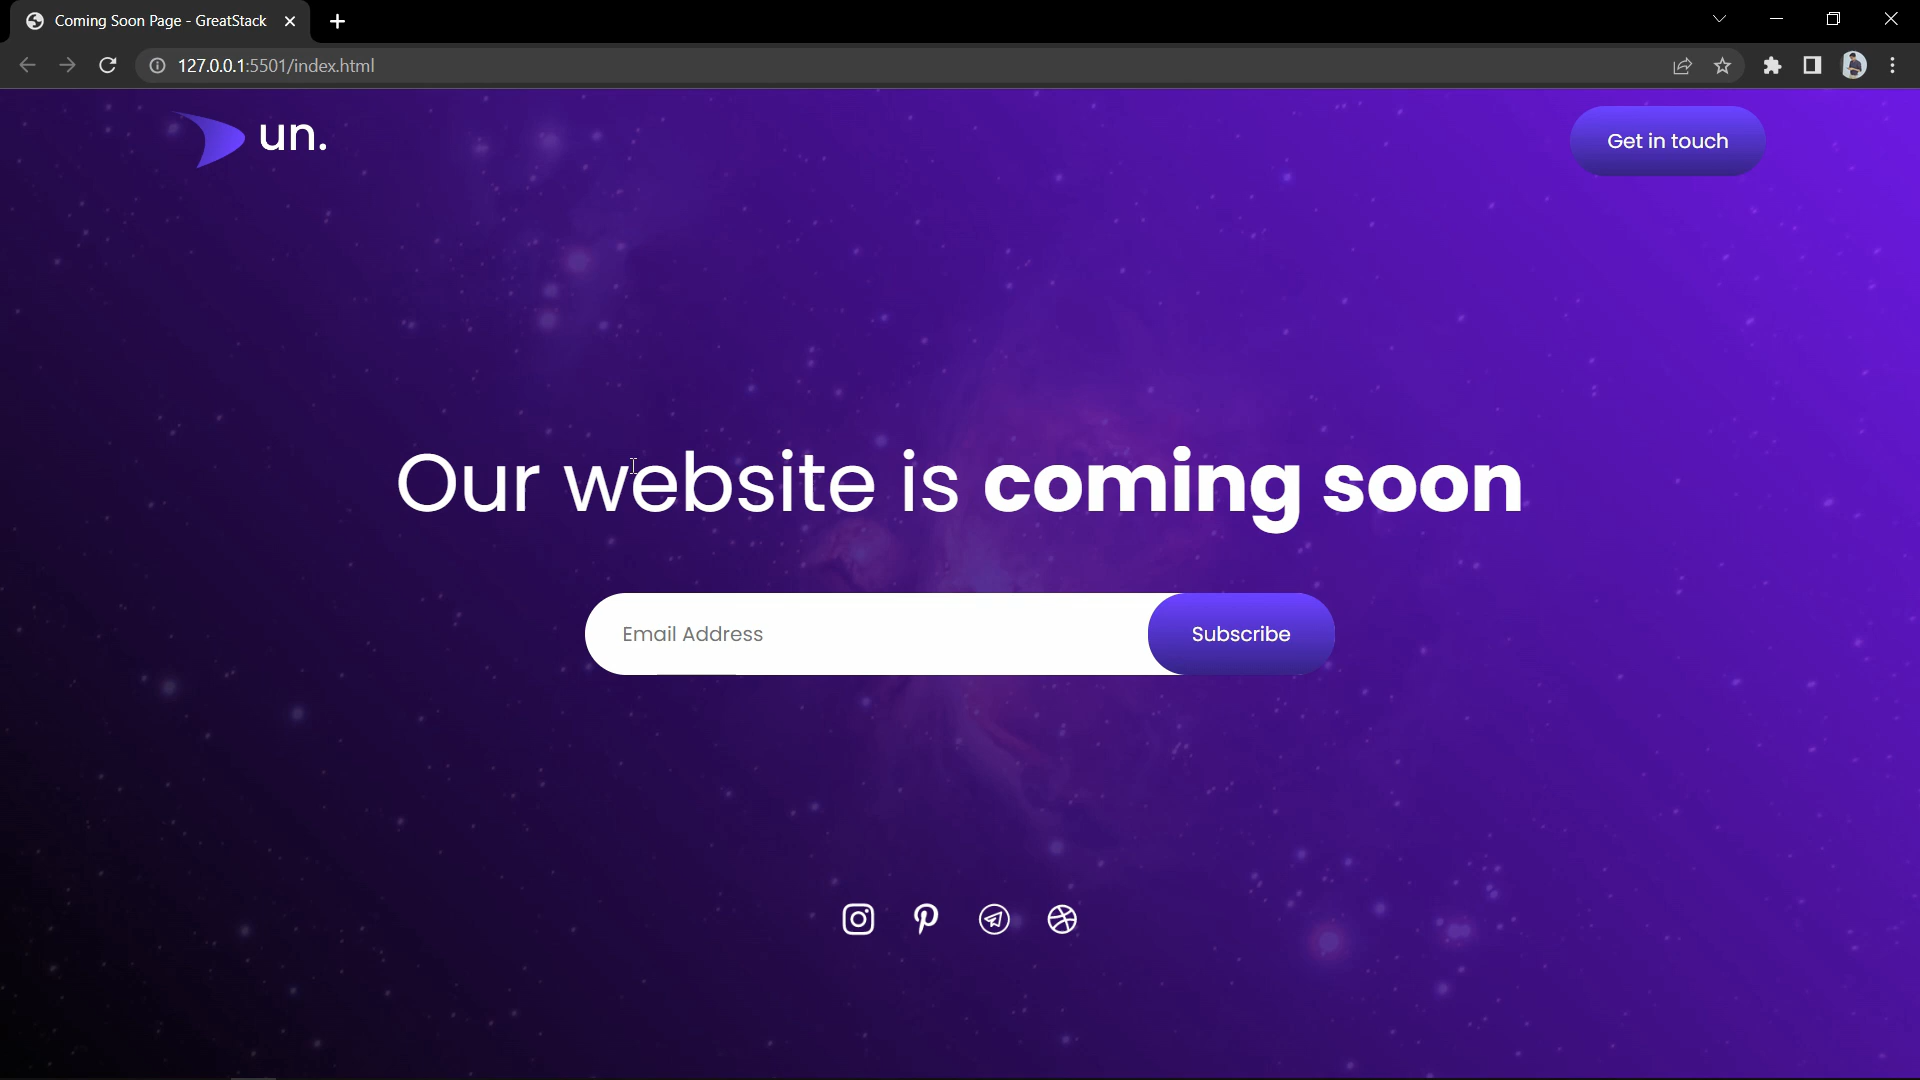 Coming Soon Page - GreatStack
127.0.0.1:5501/index.html
un.
Get in touch
Our website is coming soon
Email Address
Subscribe